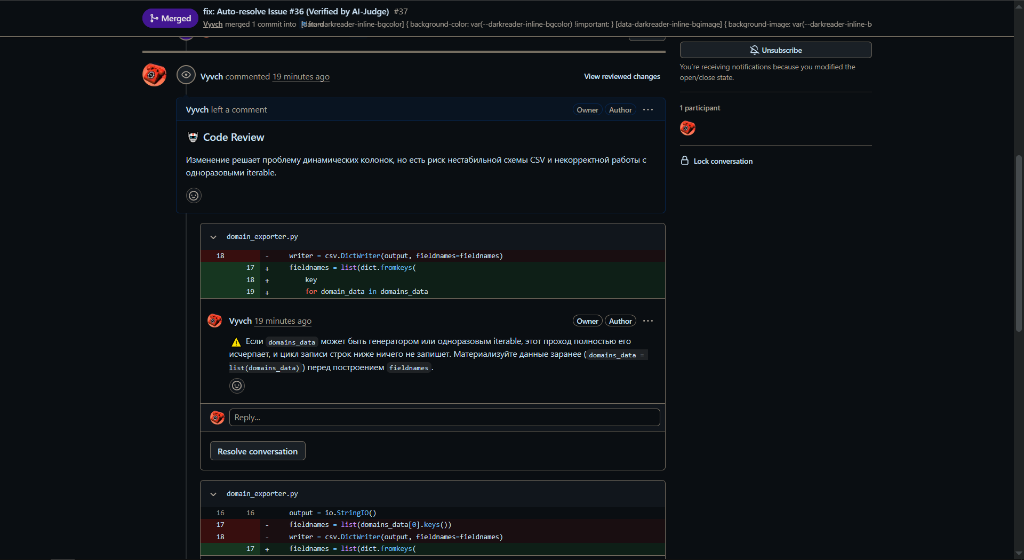 Merged
fix: Auto-resolve Issue #36 (Verified by AI-Judge) #37
Vyvch merged 1 commit into darkreader-inline-bgcolor] { background-color: var(--darkreader-inline-bgcolor) !important; } [data-darkreader-inline-bgimage] { background-image: var(--darkreader-inline-b
Unsubscribe
You're receiving notifications because you modified the
open/close state.
Vyvch commented 19 minutes ago
View reviewed changes
1 participant
Vyvch left a comment
Owner Author ...
Code Review
Изменение решает проблему динамических колонок, но есть риск нестабильной схемы CSV и некорректной работы с
одноразовыми iterable.
Lock conversation
domain_exporter.py
18 - writer = csv.DictWriter(output, fieldnames=fieldnames)
17 + fieldnames = list(dict.fromkeys(
18 + key
19 + for domain_data in domains_data
Vyvch 19 minutes ago
Owner Author ...
Если domains_data может быть генератором или одноразовым iterable, этот проход полностью его
исчерпает, и цикл записи строк ниже ничего не запишет. Материализуйте данные заранее ( domains_data =
list(domains_data) ) перед построением fieldnames .
Reply...
Resolve conversation
domain_exporter.py
16 16 output = io.StringIO()
17 - fieldnames = list(domains_data[0].keys())
18 - writer = csv.DictWriter(output, fieldnames=fieldnames)
17 + fieldnames = list(dict.fromkeys(